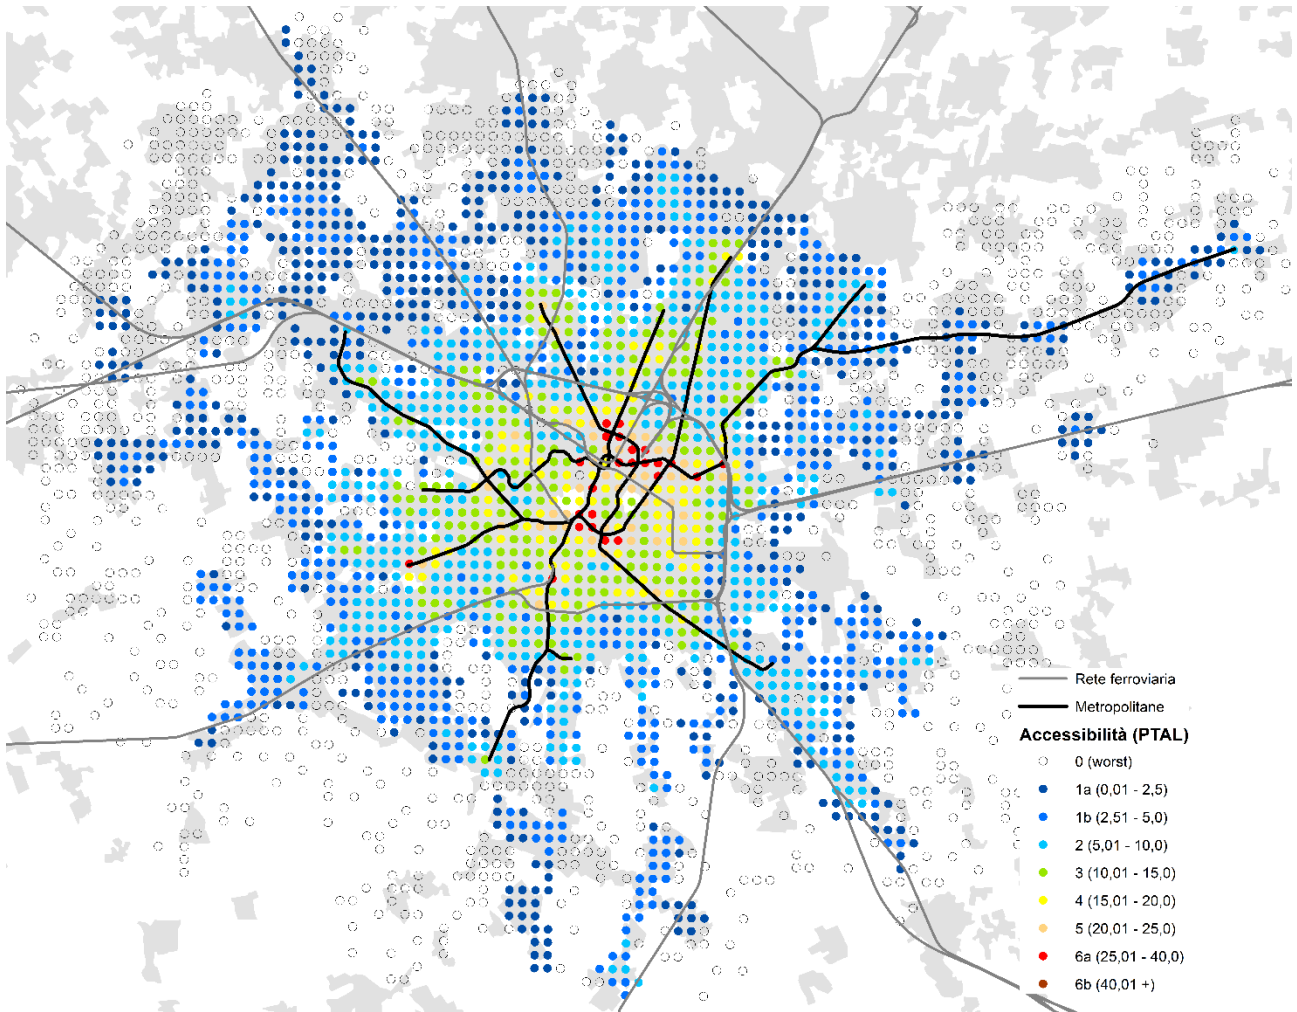 Rete ferroviaria
Metropolitane
Accessibilità (PTAL)
0 (worst)
1a (0,01 - 2,5)
1b (2,51 - 5,0)
2 (5,01 - 10,0)
3 (10,01 - 15,0)
4 (15,01 - 20,0)
5 (20,01 - 25,0)
6a (25,01 - 40,0)
6b (40,01 +)